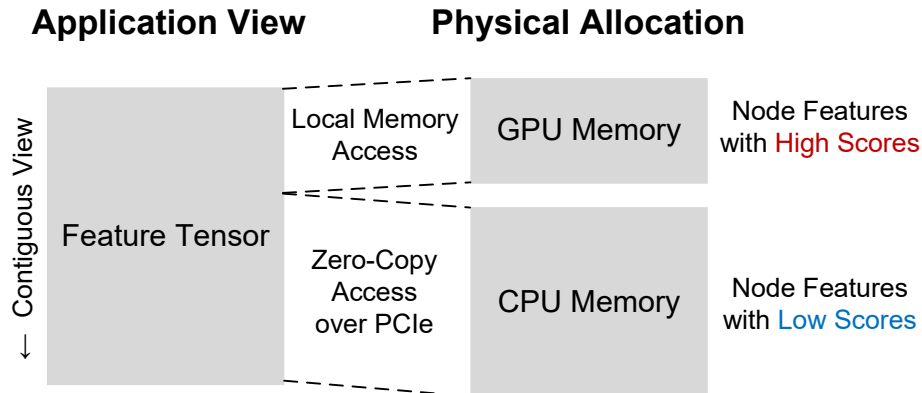 Application View
Physical Allocation
← Contiguous View
Feature Tensor
Local Memory
Access
Zero-Copy
Access
over PCIe
GPU Memory
CPU Memory
Node Features
with High Scores
Node Features
with Low Scores